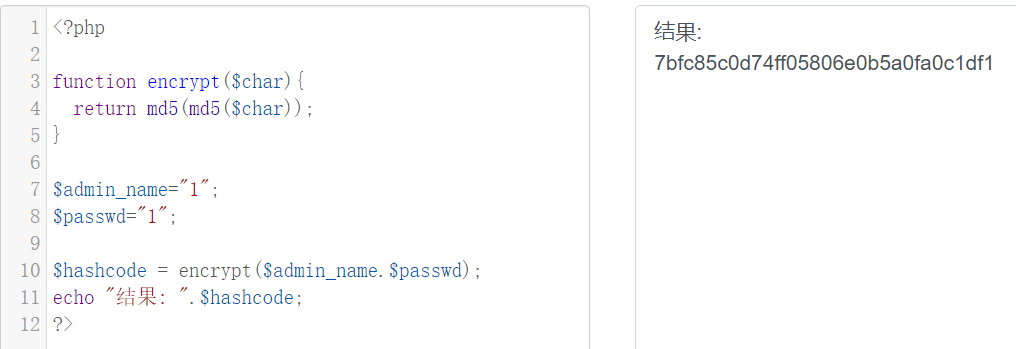 1 <?php
2
3 function encrypt($char){
4   return md5(md5($char));
5 }
6
7 $admin_name="1";
8 $passwd="1";
9
10 $hashcode = encrypt($admin_name.$passwd);
11 echo "结果: ".$hashcode;
12 ?>
结果:
7bfc85c0d74ff05806e0b5a0fa0c1df1